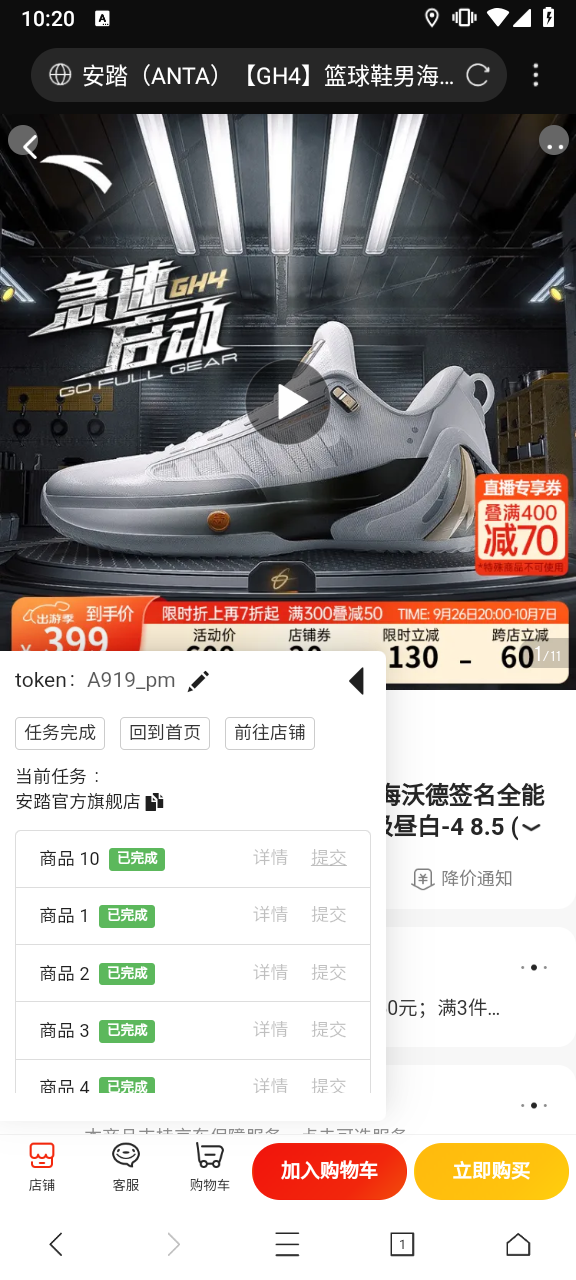 10:20
A
安踏（ANTA）【GH4】篮球鞋男海...
急速GH4
启动
GO FULL GEAR
直播专享券
叠满400
减70
*特殊商品不可使用
出游季 到手价 限时折上再7折起 满300叠减50 TIME: 9月26日20:00-10月7日
活动价 店铺券 限时立减 跨店立减
399
130 - 60
1/11
token： A919_pm
任务完成 回到首页 前往店铺
当前任务：
安踏官方旗舰店
海沃德签名全能
昼白-4 8.5 (
降价通知
商品 10 已完成 详情 提交
商品 1 已完成 详情 提交
商品 2 已完成 详情 提交
0元；满3件...
商品 3 已完成 详情 提交
商品 4 已完成 详情 提交
店铺 客服 购物车 加入购物车 立即购买
1